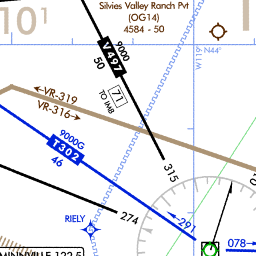 Silvies Valley Ranch Pvt
(OG14)
4584 - 50
10¹
V497
9000
50
71
TO IMB
W119 N44°
VR-319
VR-316
9000G
T302
46
315
274
RIELY
291
078
MINNVILLE 122.5